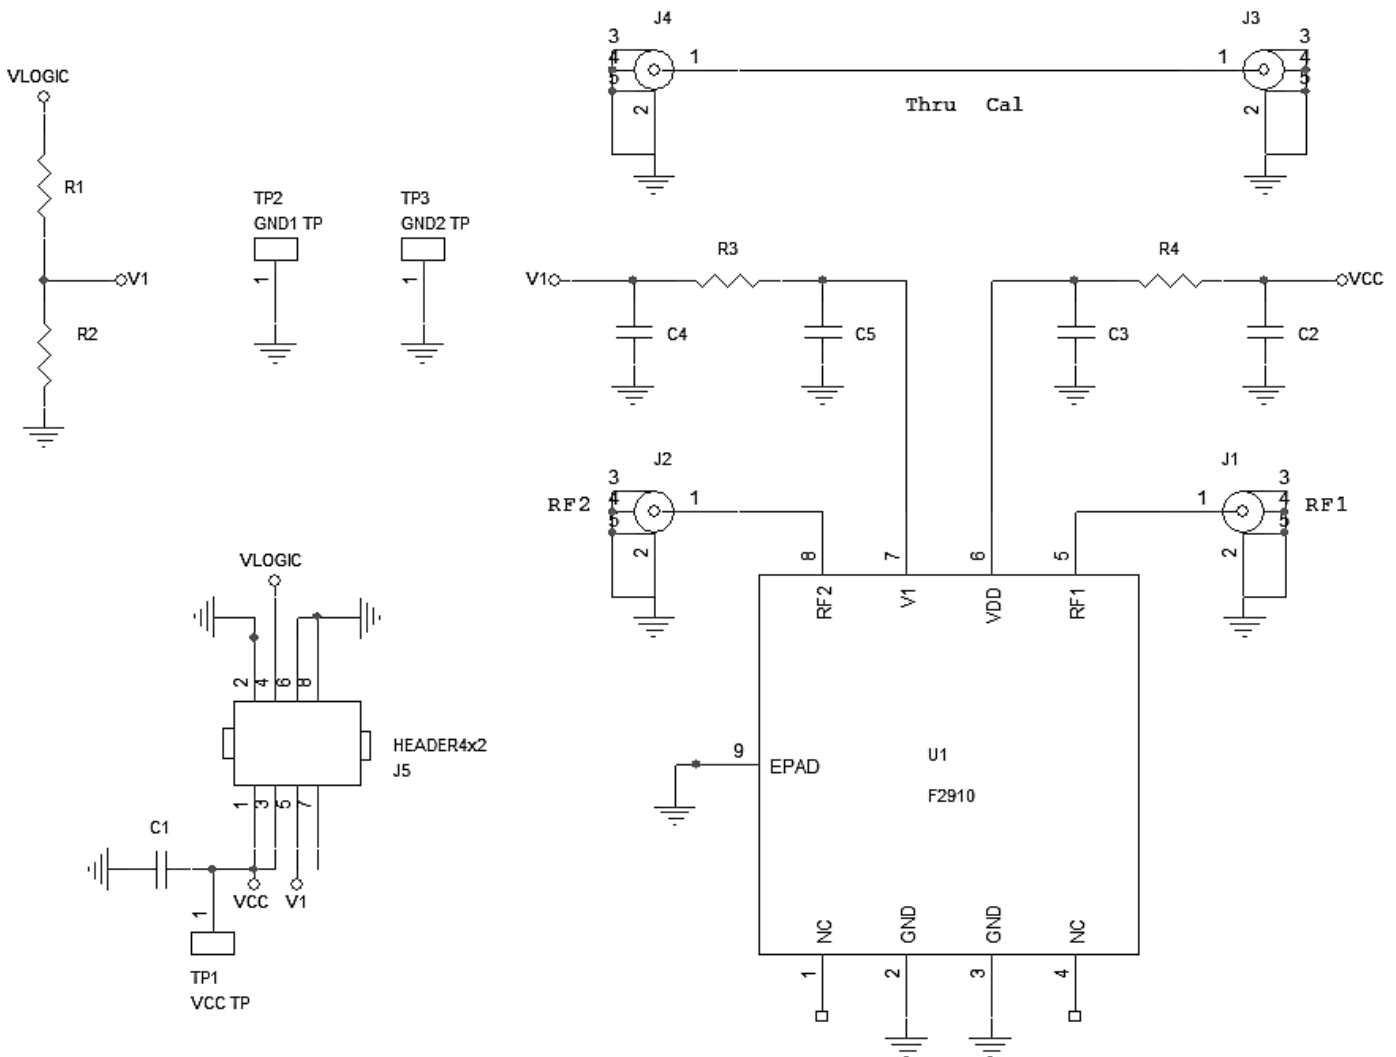 J4
J3
3
4
5
1
2
1
3
4
5
2
Thru Cal
VLOGIC
R1
V1
R2
TP2
GND1 TP
1
TP3
GND2 TP
1
V1
R3
C4
C5
R4
VCC
C3
C2
J2
RF2
3
4
5
1
2
J1
1
3
4
5
2
RF1
8
7
6
5
RF2
V1
VDD
RF1
9
EPAD
U1
F2910
NC
GND
GND
NC
1
2
3
4
VLOGIC
2
4
6
8
HEADER4x2
J5
1
3
5
7
C1
VCC
V1
1
TP1
VCC TP